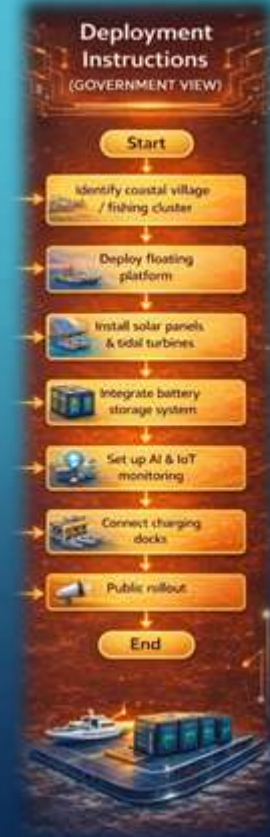 Deployment
Instructions
(GOVERNMENT VIEW)
Start
Identify coastal village
/ fishing cluster
Deploy floating
platform
Install solar panels
& tidal turbines
Integrate battery
storage system
Set up AI & IoT
monitoring
Connect charging
docks
Public rollout
End